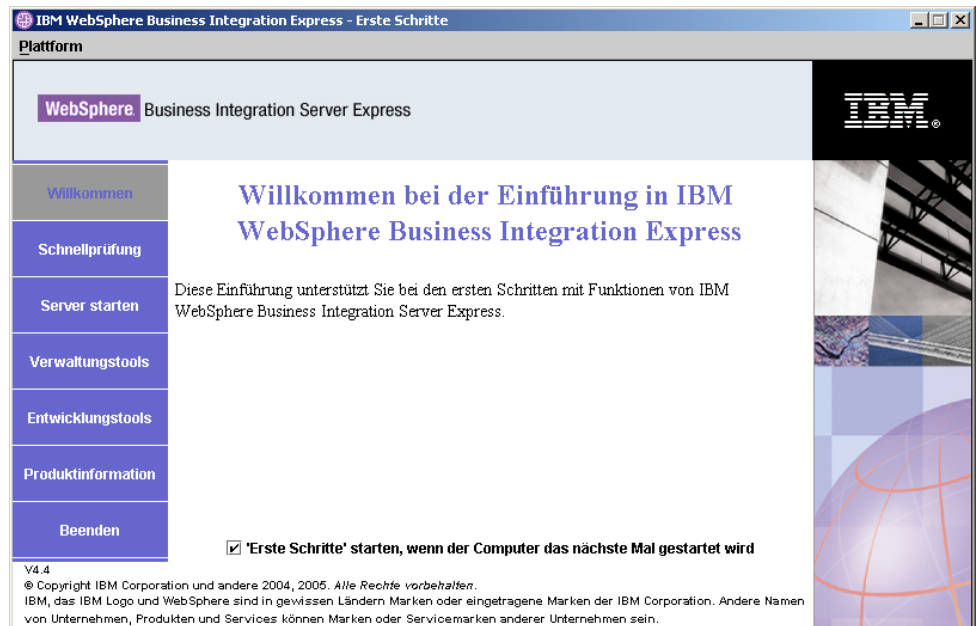 IBM WebSphere Business Integration Express - Erste Schritte
Plattform
WebSphere. Business Integration Server Express
IBM®
Willkommen
Schnellprüfung
Server starten
Verwaltungstools
Entwicklungstools
Produktinformation
Beenden
Willkommen bei der Einführung in IBM
WebSphere Business Integration Express
Diese Einführung unterstützt Sie bei den ersten Schritten mit Funktionen von IBM
WebSphere Business Integration Server Express.
'Erste Schritte' starten, wenn der Computer das nächste Mal gestartet wird
V4.4
© Copyright IBM Corporation und andere 2004, 2005. Alle Rechte vorbehalten.
IBM, das IBM Logo und WebSphere sind in gewissen Ländern Marken oder eingetragene Marken der IBM Corporation. Andere Namen
von Unternehmen, Produkten und Services können Marken oder Servicemarken anderer Unternehmen sein.